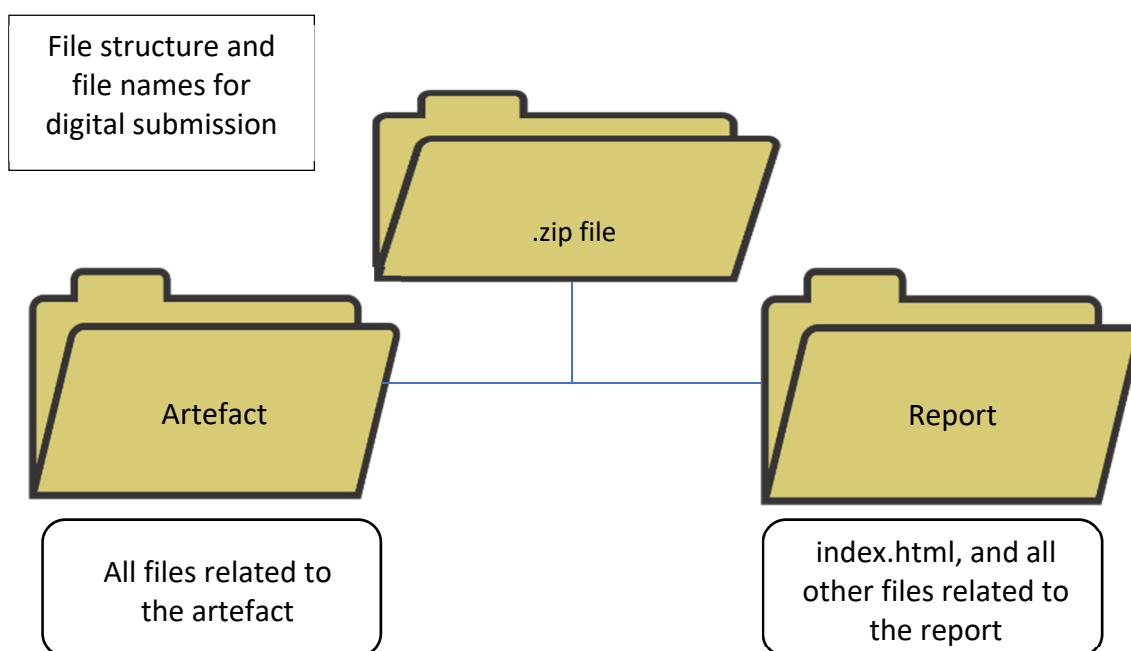 File structure and
file names for
digital submission
.zip file
Artefact
Report
All files related to
the artefact
index.html, and all
other files related to
the report